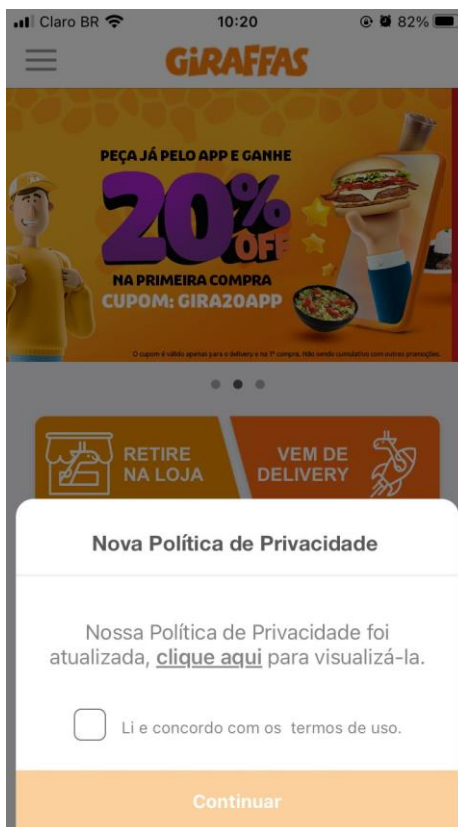 Claro BR 10:20 82%
GiRAFFAS
PEÇA JÁ PELO APP E GANHE
20%
OFF
NA PRIMEIRA COMPRA
CUPOM: GIRA20APP
O cupom é válido apenas para o delivery e na 1ª compra. Não sendo cumulativo com outras promoções.
RETIRE
NA LOJA
VEM DE
DELIVERY
Nova Política de Privacidade
Nossa Política de Privacidade foi
atualizada, clique aqui para visualizá-la.
Li e concordo com os termos de uso.
Continuar